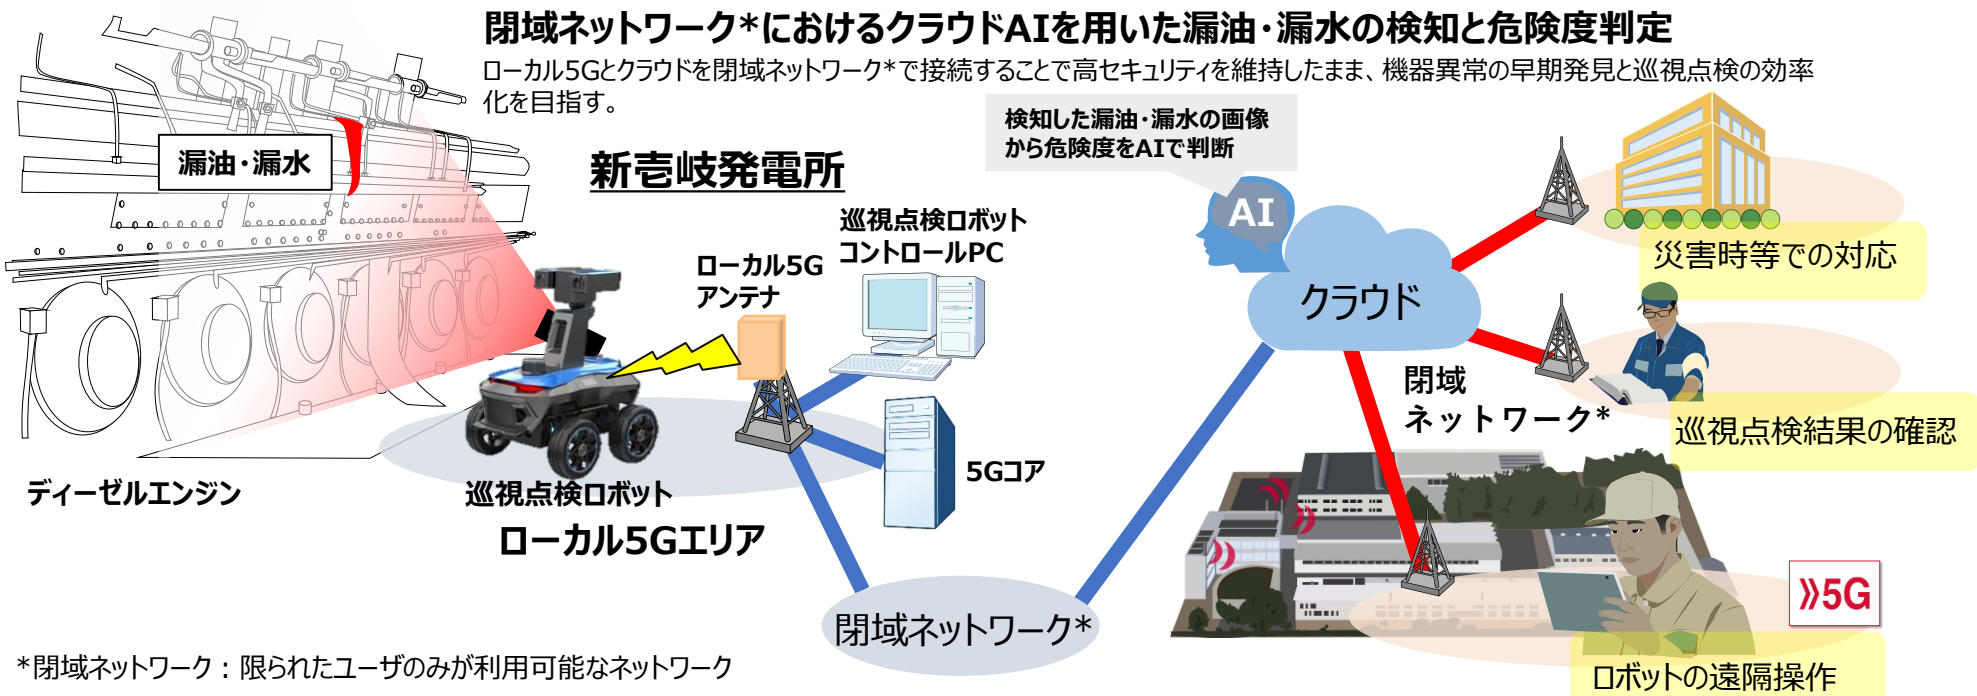 閉域ネットワーク*におけるクラウドAIを用いた漏油・漏水の検知と危険度判定
ローカル5Gとクラウドを閉域ネットワーク*で接続することで高セキュリティを維持したまま、機器異常の早期発見と巡視点検の効率
化を目指す。
検知した漏油・漏水の画像
から危険度をAIで判断
漏油・漏水
新壱岐発電所
AI
巡視点検ロボット
コントロールPC
ローカル5G
アンテナ
クラウド
災害時等での対応
閉域
ネットワーク*
巡視点検結果の確認
5Gコア
ディーゼルエンジン
巡視点検ロボット
ローカル5Gエリア
5G
閉域ネットワーク*
ロボットの遠隔操作
*閉域ネットワーク：限られたユーザのみが利用可能なネットワーク